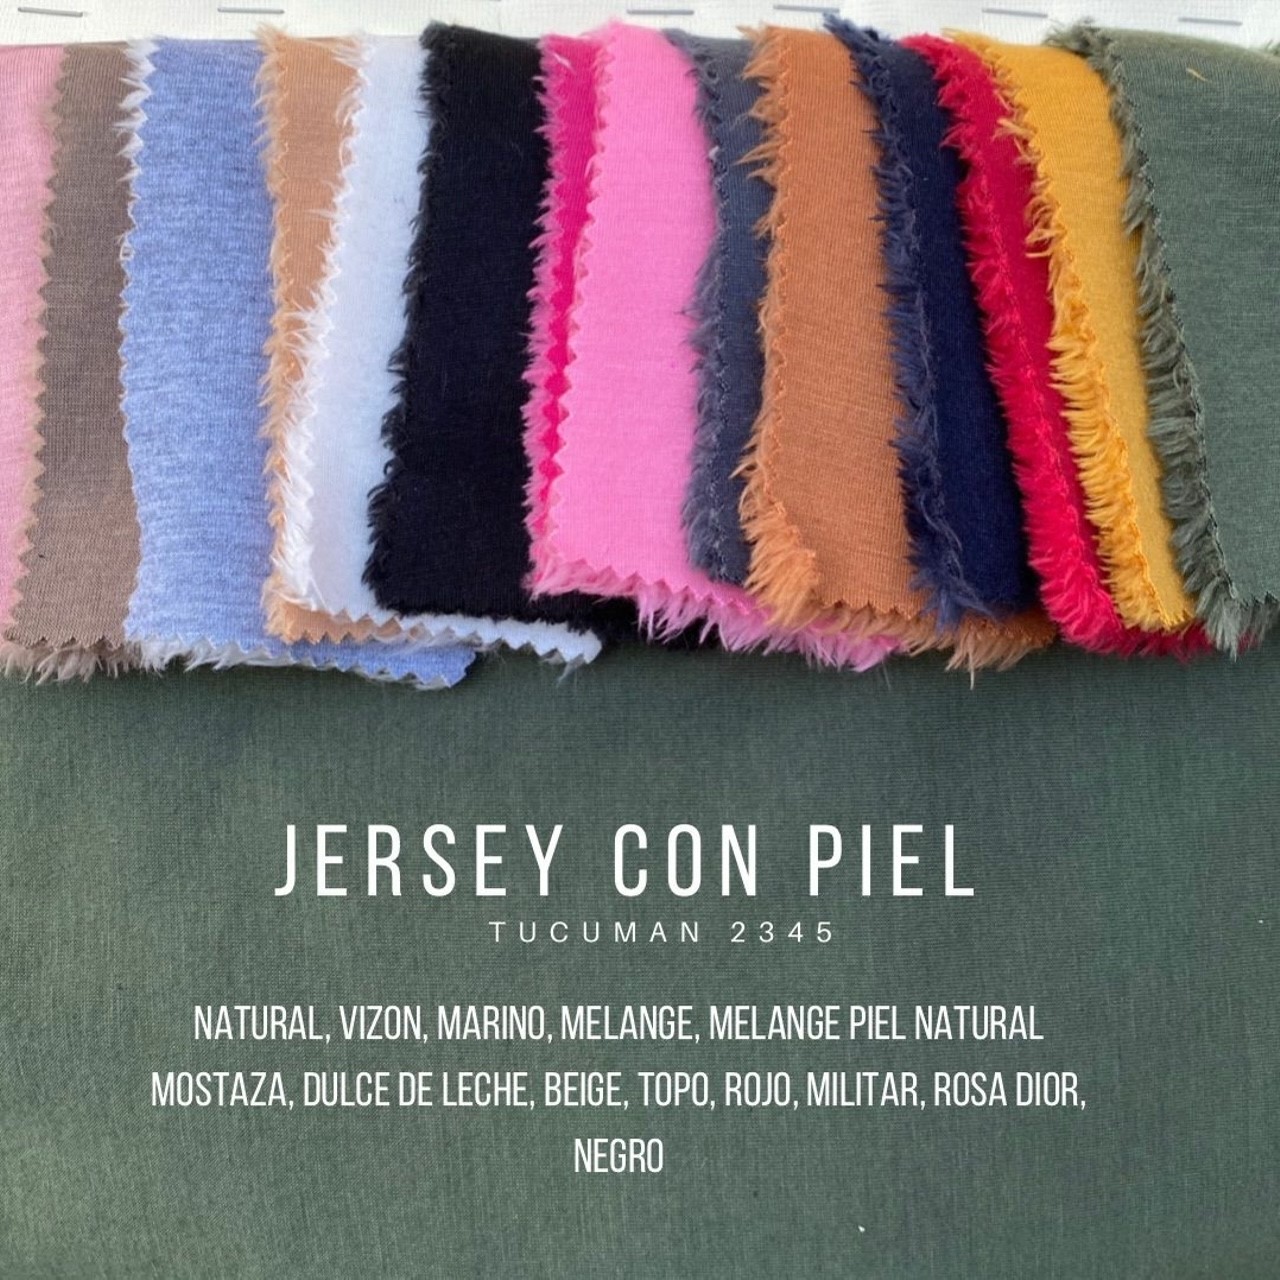 JERSEY CON PIEL
TUCUMAN 2345
NATURAL, VIZON, MARINO, MELANGE, MELANGE PIEL NATURAL
MOSTAZA, DULCE DE LECHE, BEIGE, TOPO, ROJO, MILITAR, ROSA DIOR,
NEGRO